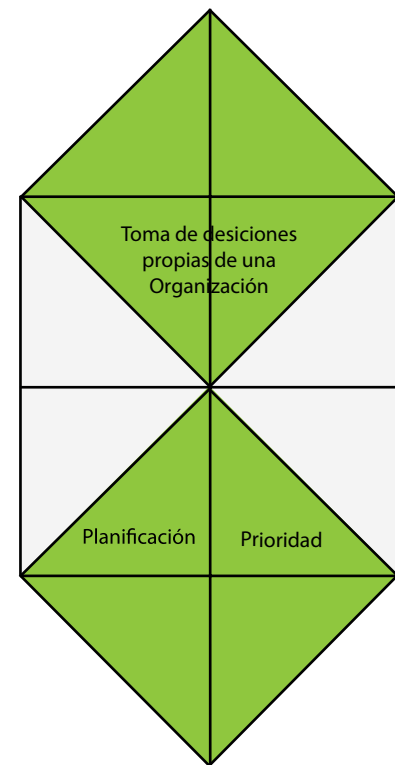 Toma de desiciones
propias de una
Organización
Planificación
Prioridad